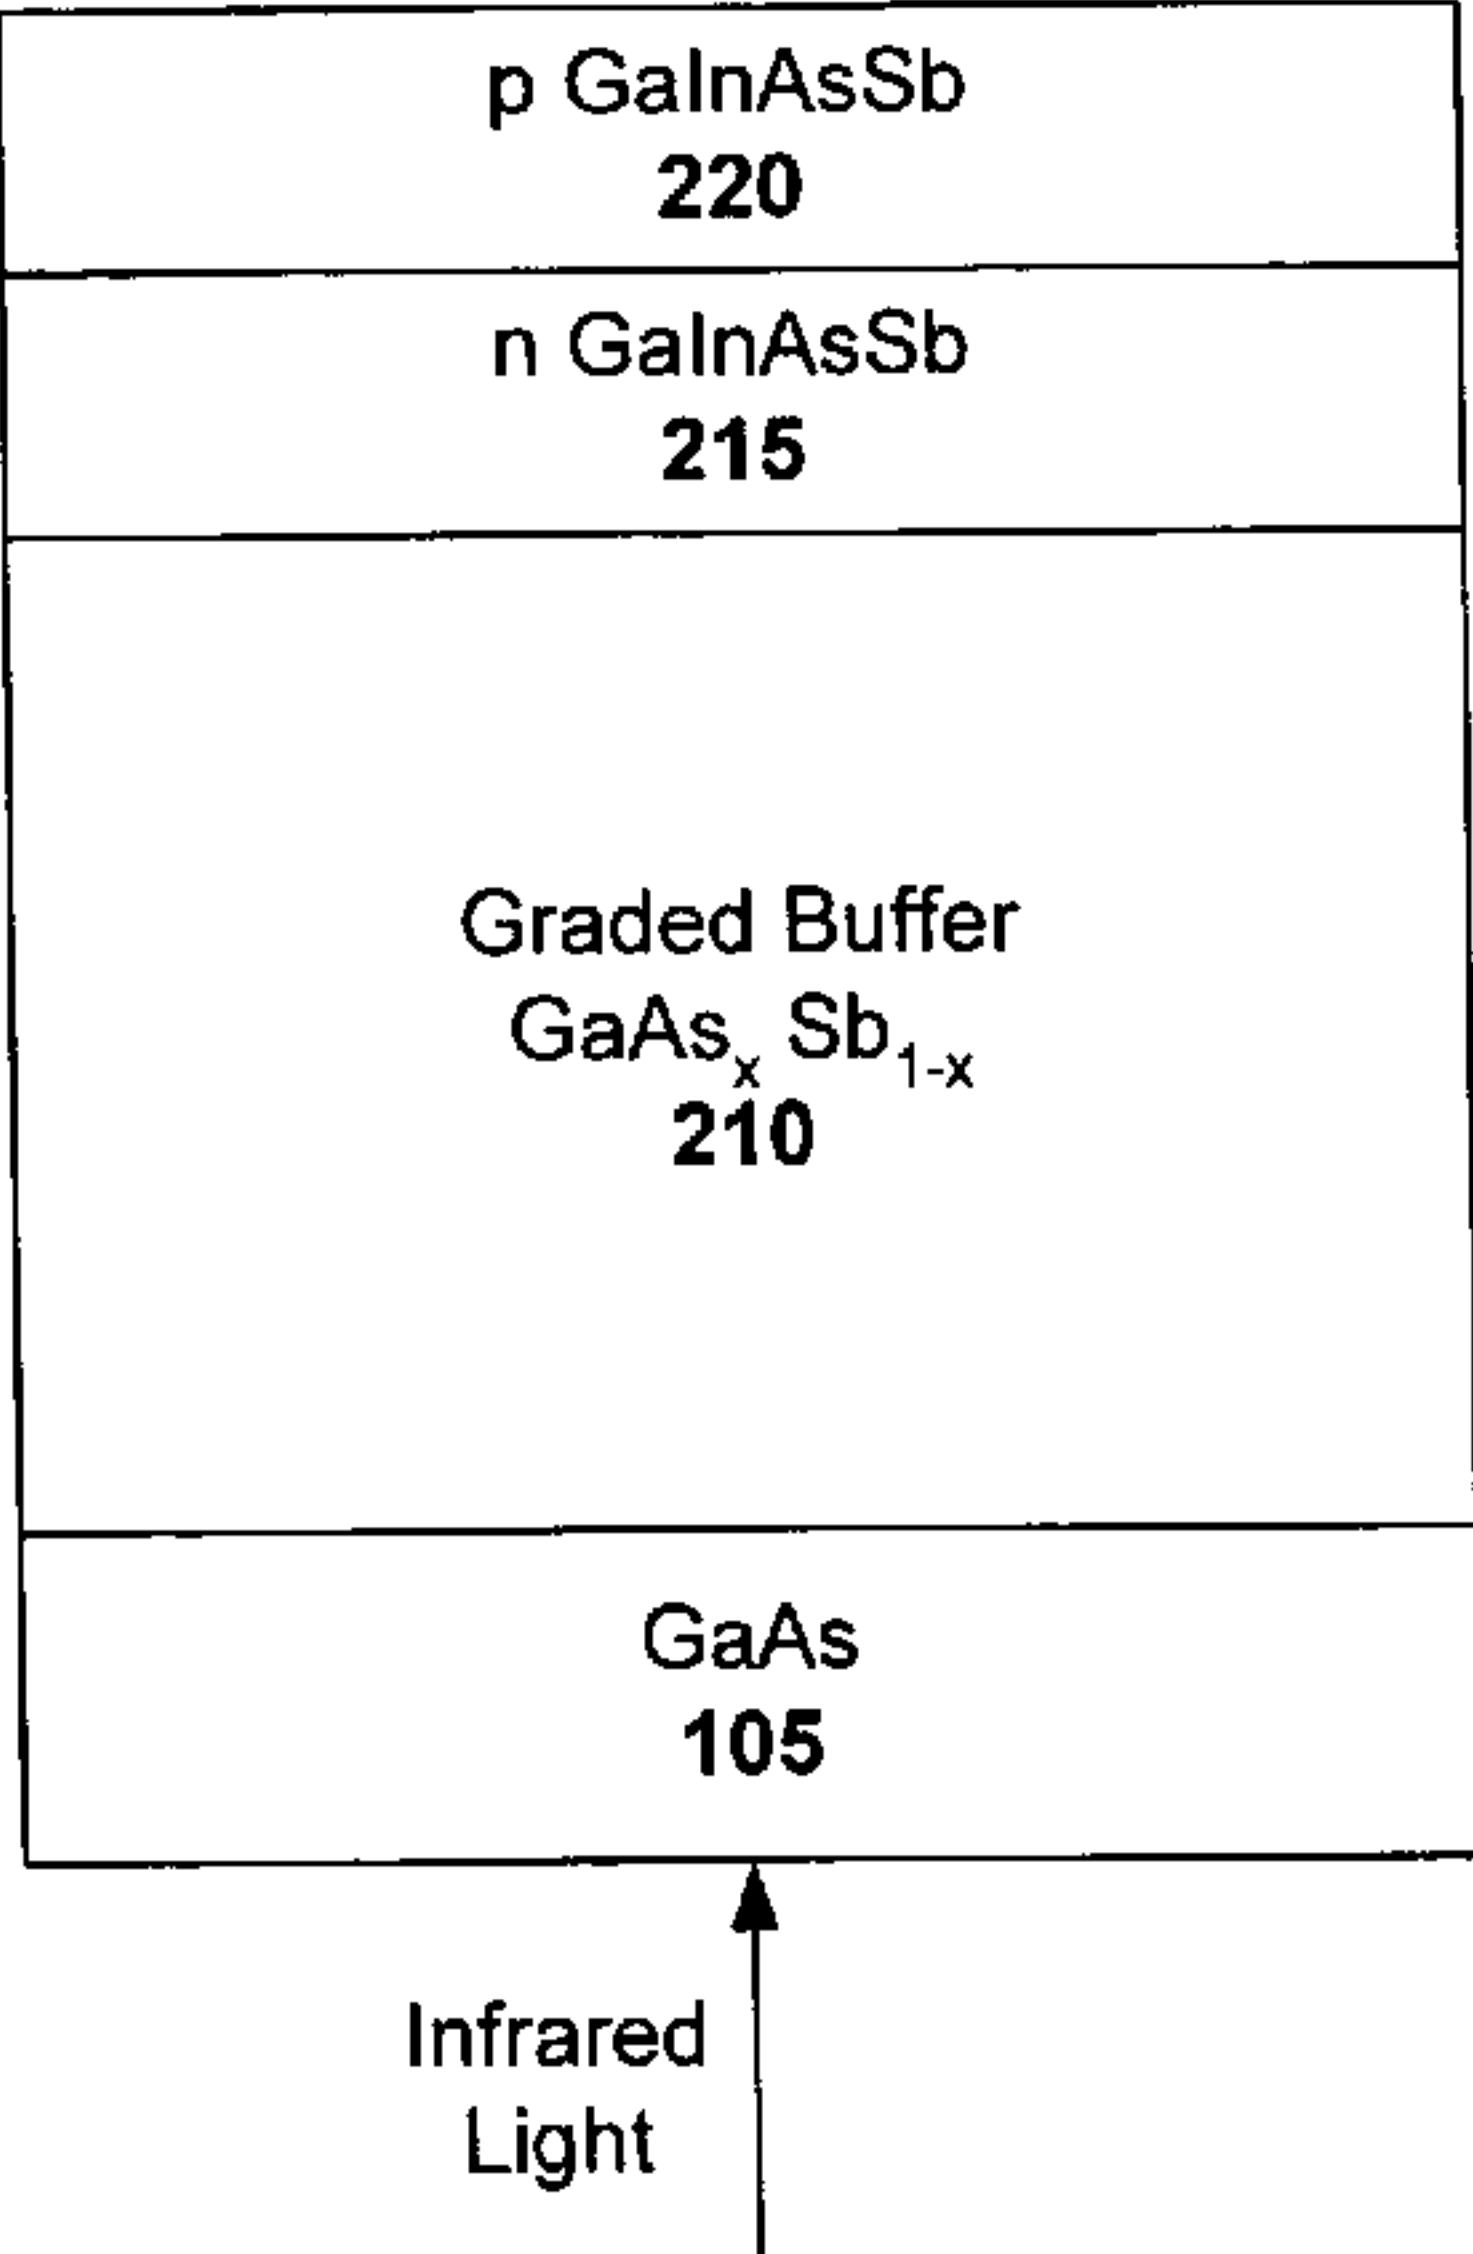 p GaInAsSb
220
n GaInAsSb
215
Graded Buffer
GaAsₓ Sb₁₋ₓ
210
GaAs
105
Infrared
Light